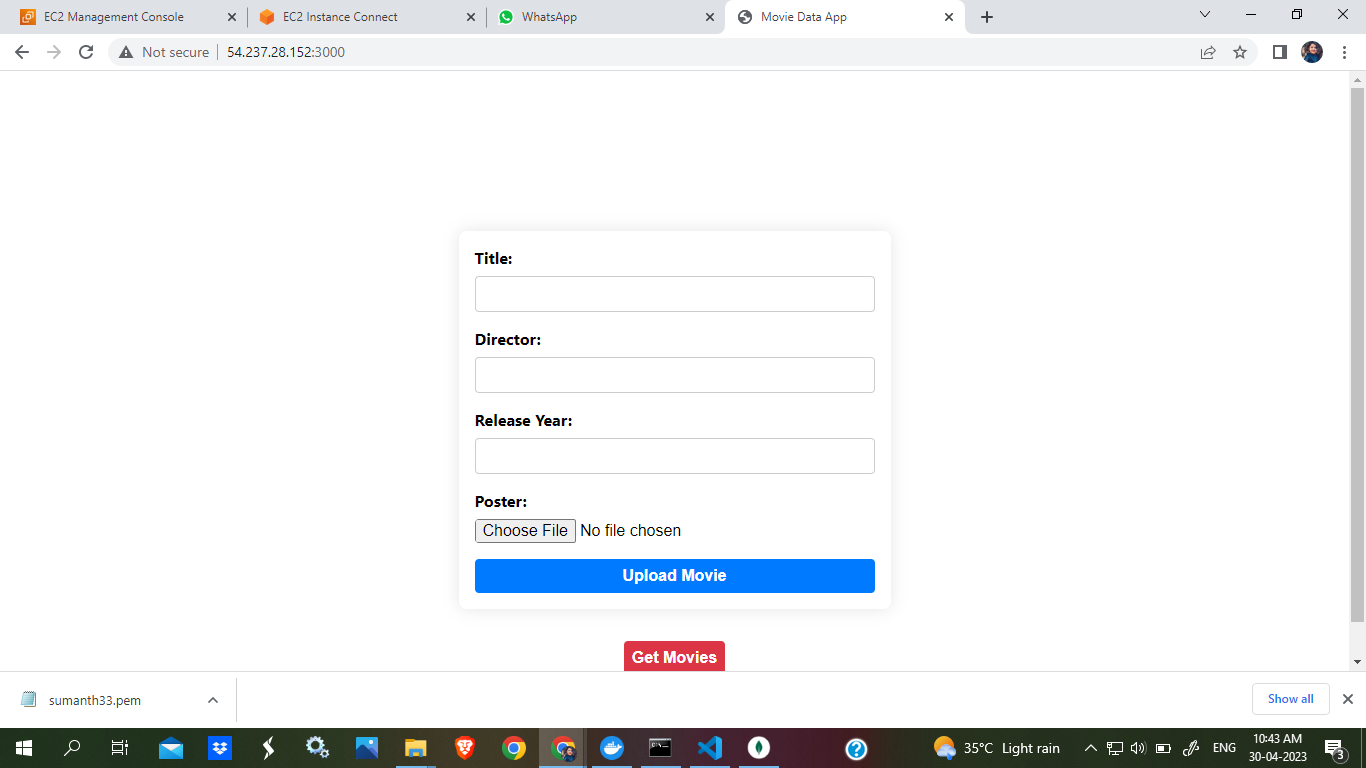 EC2 Management Console
EC2 Instance Connect
WhatsApp
Movie Data App
Not secure
54.237.28.152:3000
Title:
Director:
Release Year:
Poster:
Choose File No file chosen
Upload Movie
Get Movies
sumanth33.pem
Show all
35°C Light rain
ENG
10:43 AM
30-04-2023
3